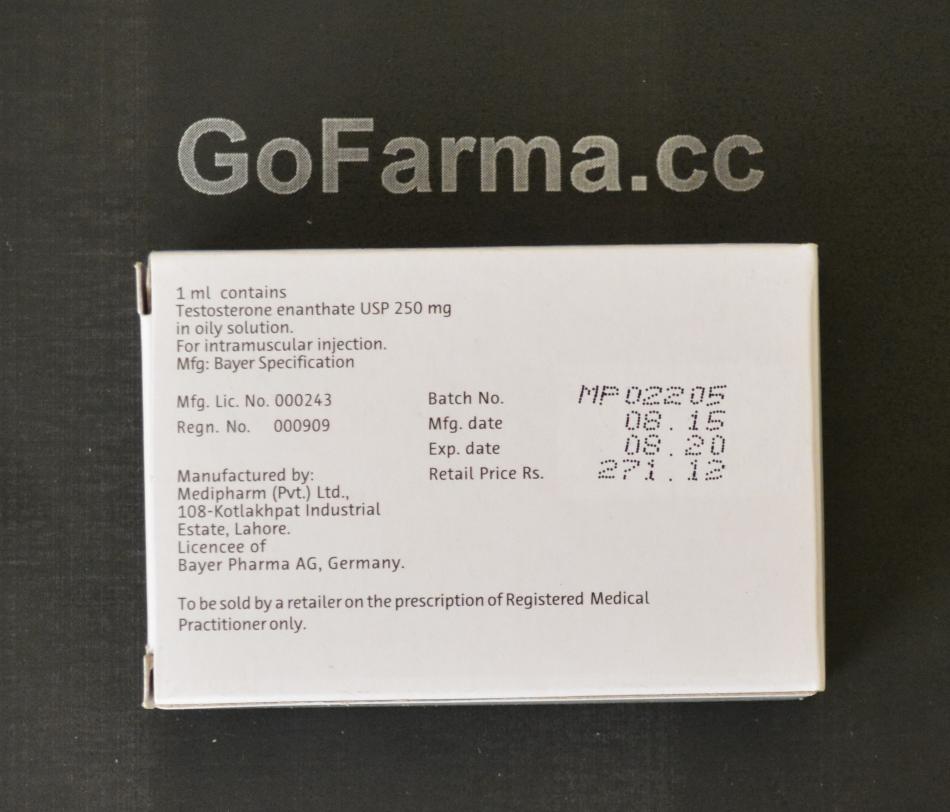 GoFarma.cc
1 ml contains
Testosterone enanthate USP 250 mg
in oily solution.
For intramuscular injection.
Mfg: Bayer Specification
Mfg. Lic. No. 000243
Regn. No. 000909
Batch No. MP02205
Mfg. date 08.15
Exp. date 08.20
Retail Price Rs. 271.12
Manufactured by:
Medipharm (Pvt.) Ltd.,
108-Kotlakhpat Industrial
Estate, Lahore.
Licencee of
Bayer Pharma AG, Germany.
To be sold by a retailer on the prescription of Registered Medical
Practitioner only.